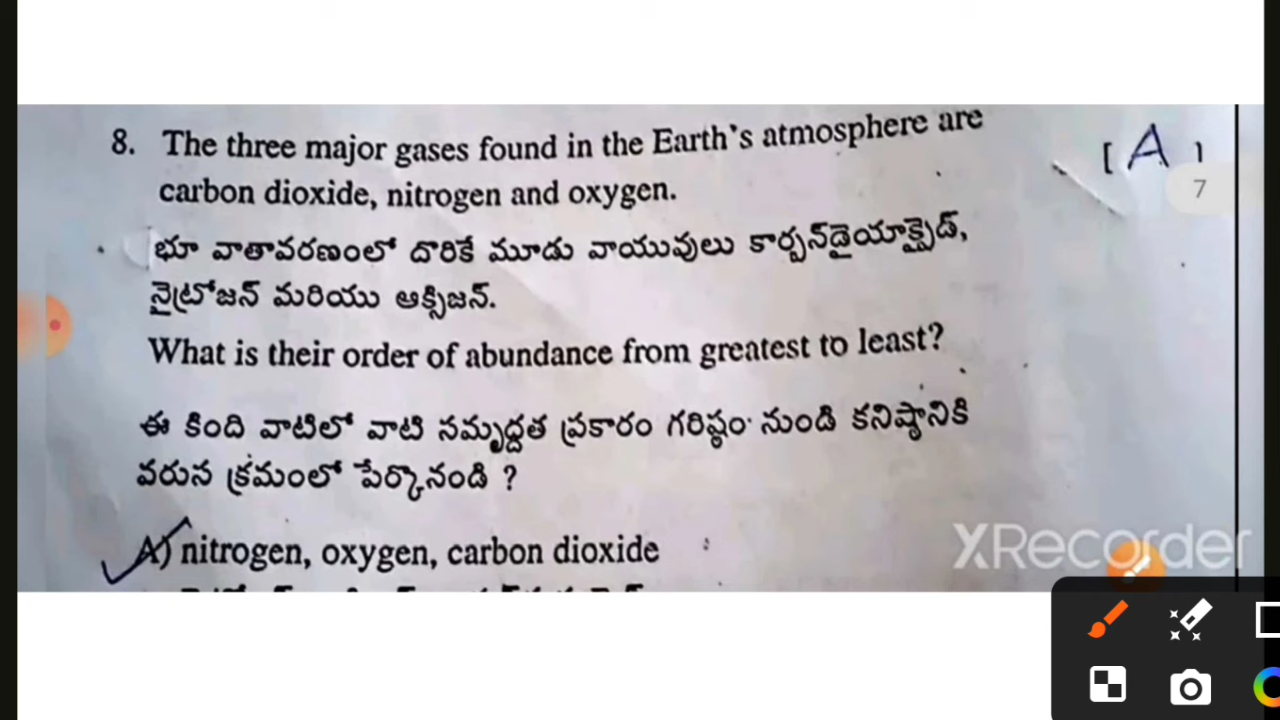 8. The three major gases found in the Earth's atmosphere are
[A]
carbon dioxide, nitrogen and oxygen.
7
భూ వాతావరణంలో దొరికే మూడు వాయువులు కార్బన్‌డైయాక్సైడ్,
నైట్రోజన్ మరియు ఆక్సిజన్.
What is their order of abundance from greatest to least?
ఈ కింది వాటిలో వాటి సమృద్ధత ప్రకారం గరిష్ఠం నుండి కనిష్ఠానికి
వరుస క్రమంలో పేర్కొనండి ?
XRecorder
A) nitrogen, oxygen, carbon dioxide